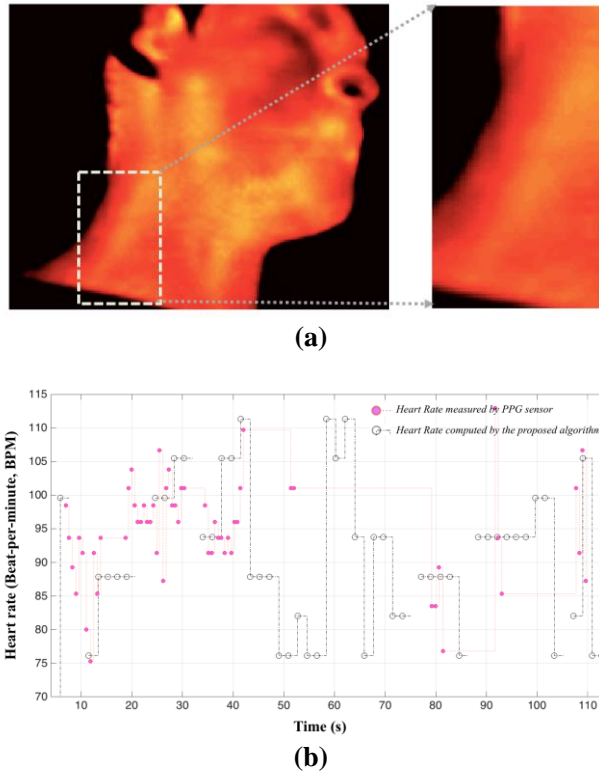 (a)
115
110
105
100
95
90
85
80
75
70
Heart rate (Beat-per-minute, BPM)
Heart Rate measured by PPG sensor
Heart Rate computed by the proposed algorithm
10 20 30 40 50 60 70 80 90 100 110
Time (s)
(b)